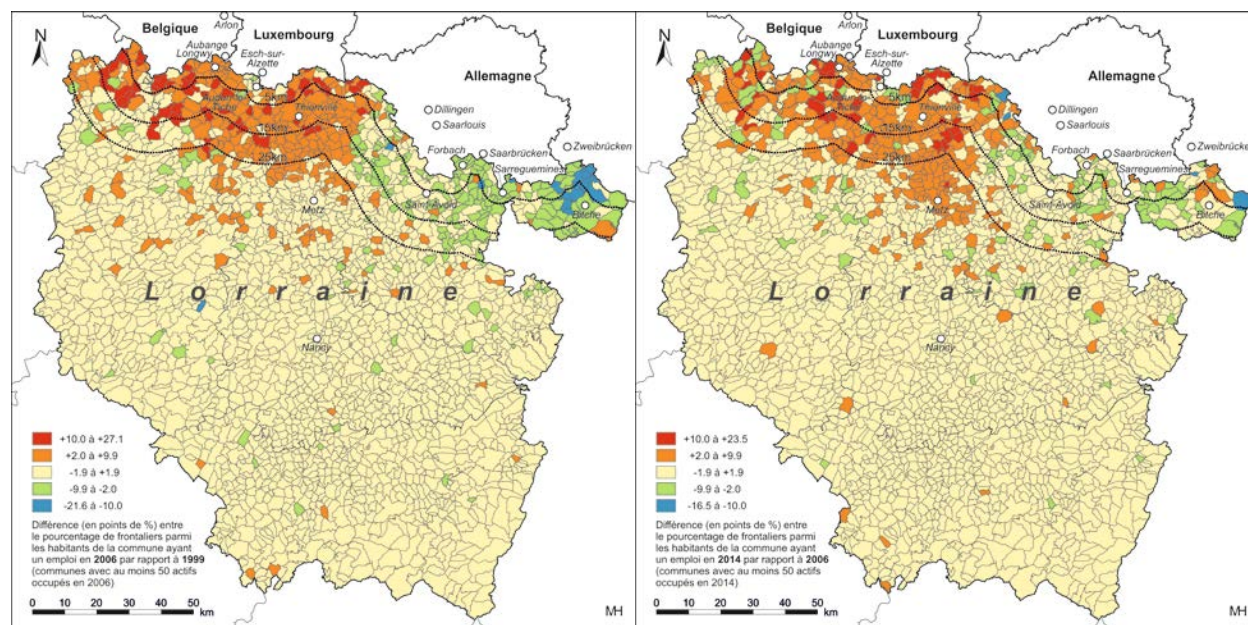 Belgique
Arlon
Luxembourg
N
Aubange
Longwy
Esch-sur-
Alzette
Allemagne
5km
Thionville
15km
25km
Dillingen
Saarlouis
Forbach
Saarbrücken
Zweibrücken
Sarreguemines
Saint-Avold
Bitche
Metz
Lorraine
Nancy
+10.0 à +27.1
+2.0 à +9.9
-1.9 à +1.9
-9.9 à -2.0
-21.6 à -10.0
Différence (en points de %) entre
le pourcentage de frontaliers parmi
les habitants de la commune ayant
un emploi en 2006 par rapport à 1999
(communes avec au moins 50 actifs
occupés en 2006)
0 10 20 30 40 50
km
MH
Belgique
Arlon
Luxembourg
N
Aubange
Longwy
Esch-sur-
Alzette
Allemagne
5km
Thionville
15km
25km
Dillingen
Saarlouis
Forbach
Saarbrücken
Zweibrücken
Sarreguemines
Saint-Avold
Bitche
Metz
Lorraine
Nancy
+10.0 à +23.5
+2.0 à +9.9
-1.9 à +1.9
-9.9 à -2.0
-16.5 à -10.0
Différence (en points de %) entre
le pourcentage de frontaliers parmi
les habitants de la commune ayant
un emploi en 2014 par rapport à 2006
(communes avec au moins 50 actifs
occupés en 2014)
0 10 20 30 40 50
km
MH